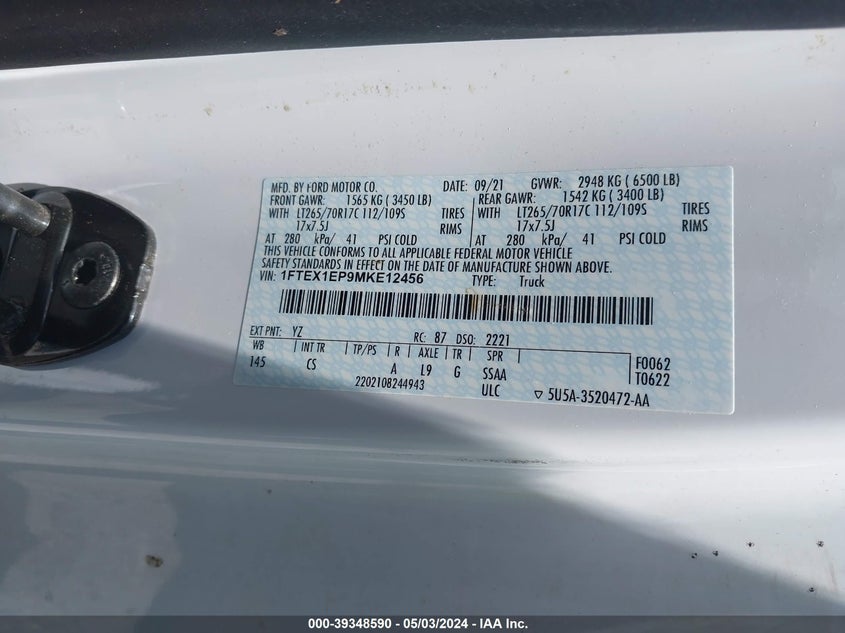 MFD. BY FORD MOTOR CO. DATE: 09/21 GVWR: 2948 KG ( 6500 LB)
FRONT GAWR: 1565 KG ( 3450 LB) REAR GAWR: 1542 KG ( 3400 LB)
WITH LT265/70R17C 112/109S TIRES WITH LT265/70R17C 112/109S TIRES
17x7.5J RIMS 17x7.5J RIMS
AT 280 kPa/ 41 PSI COLD AT 280 kPa/ 41 PSI COLD
THIS VEHICLE CONFORMS TO ALL APPLICABLE FEDERAL MOTOR VEHICLE
SAFETY STANDARDS IN EFFECT ON THE DATE OF MANUFACTURE SHOWN ABOVE.
VIN: 1FTEX1EP9MKE12456 TYPE: Truck
EXT PNT: YZ RC: 87 DSO: 2221
WB INT TR TP/PS R AXLE TR SPR F0062
145 CS A L9 G SSAA T0622
2202108244943 ULC ▽ 5U5A-3520472-AA
000-39348590 - 05/03/2024 - IAA Inc.